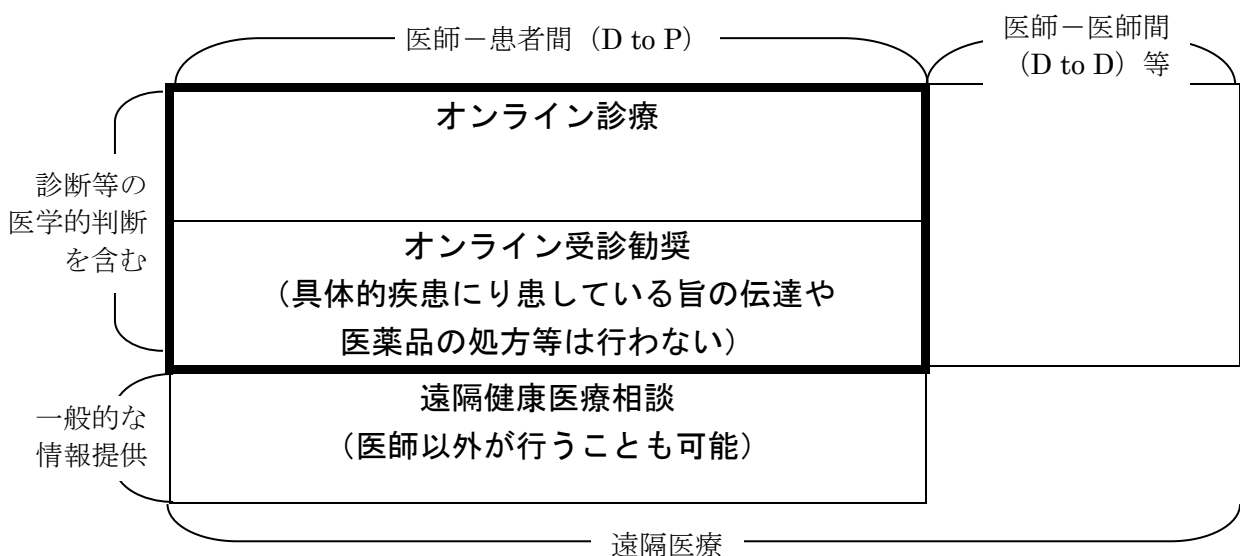 医師－患者間（D to P）
医師－医師間
（D to D）等
オンライン診療
診断等の
医学的判断
を含む
オンライン受診勧奨
（具体的疾患にり患している旨の伝達や
医薬品の処方等は行わない）
一般的な
情報提供
遠隔健康医療相談
（医師以外が行うことも可能）
遠隔医療